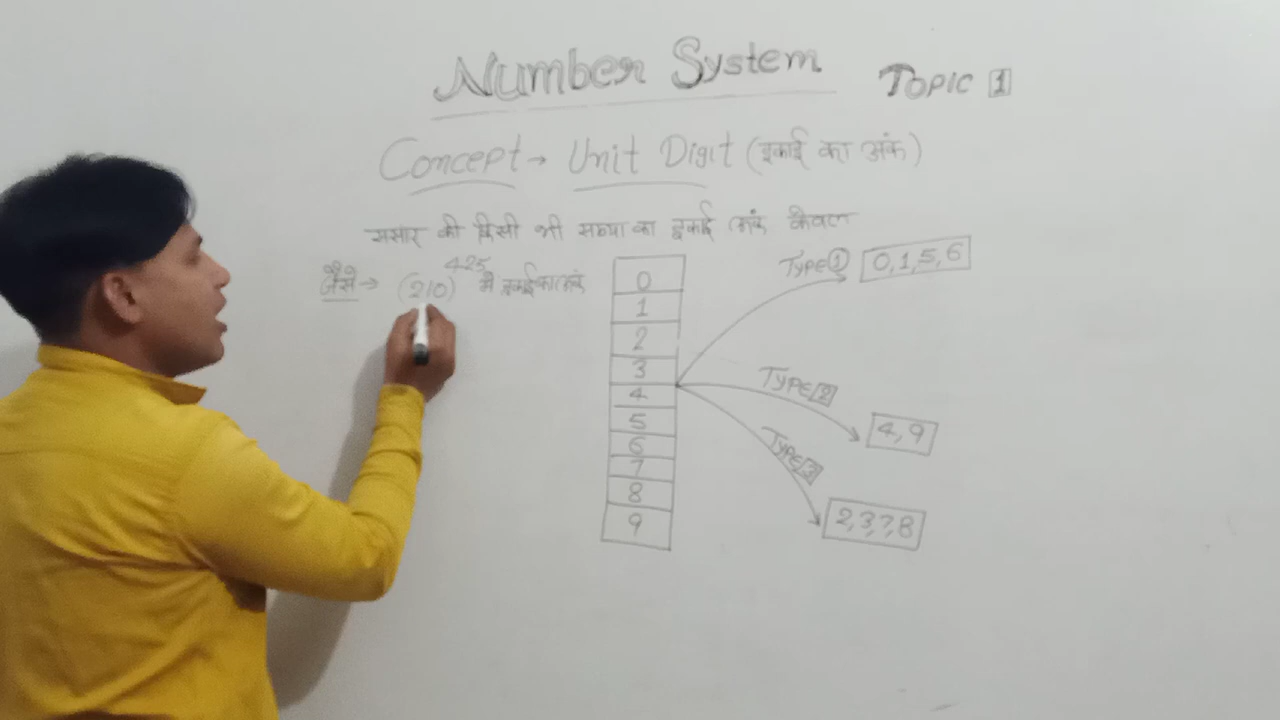 Number System Topic 1
Concept → Unit Digit (इकाई का अंक)
संसार की किसी भी संख्या का इकाई अंक केवल
जैसे → (210)^425 में इकाई का अंक
0
1
2
3
4
5
6
7
8
9
Type 1 0,1,5,6
Type 2 4,9
Type 3 2,3,7,8